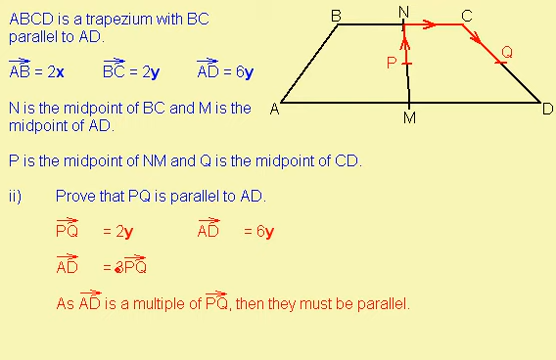 ABCD is a trapezium with BC
parallel to AD.
AB = 2x BC = 2y AD = 6y
N is the midpoint of BC and M is the
midpoint of AD.
P is the midpoint of NM and Q is the midpoint of CD.
ii) Prove that PQ is parallel to AD.
PQ = 2y AD = 6y
AD = 3PQ
As AD is a multiple of PQ, then they must be parallel.
B N C
P Q
A M D